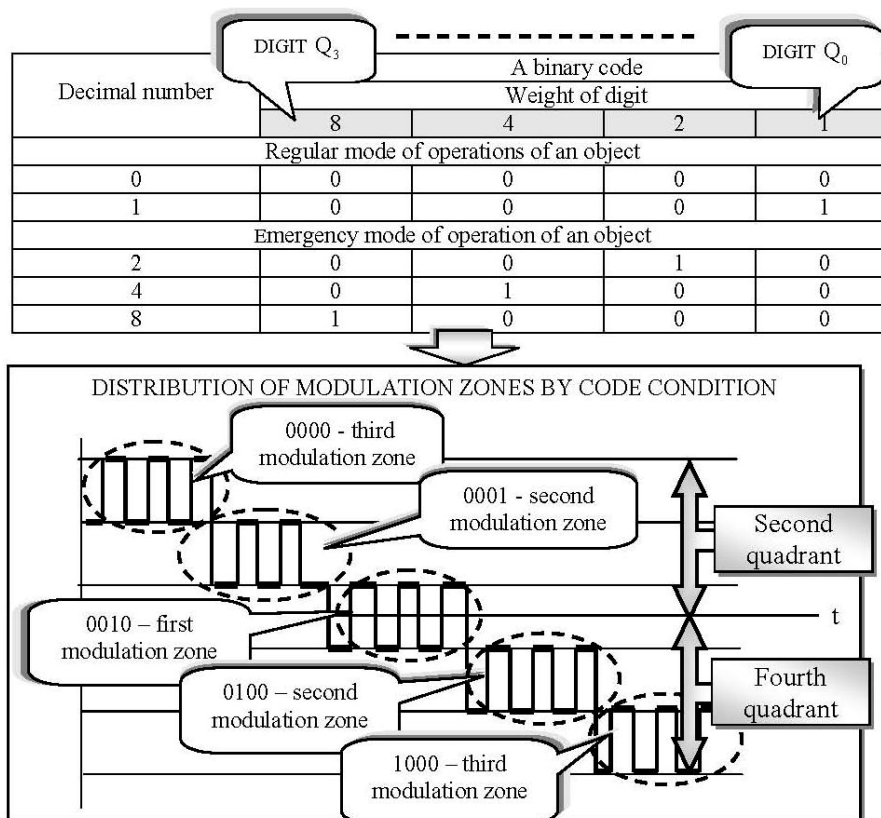 DIGIT Q3
DIGIT Q0
Decimal number
A binary code
Weight of digit
8 4 2 1
Regular mode of operations of an object
0 0 0 0 0
1 0 0 0 1
Emergency mode of operation of an object
2 0 0 1 0
4 0 1 0 0
8 1 0 0 0
DISTRIBUTION OF MODULATION ZONES BY CODE CONDITION
0000 - third
modulation zone
0001 - second
modulation zone
Second
quadrant
t
0010 – first
modulation zone
0100 – second
modulation zone
Fourth
quadrant
1000 – third
modulation zone